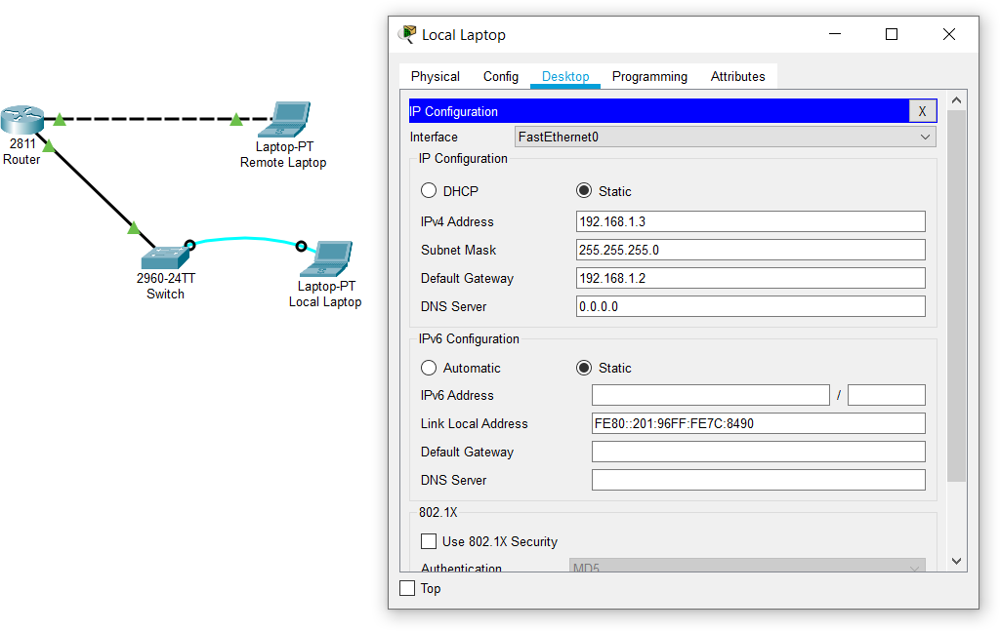 Local Laptop
Physical Config Desktop Programming Attributes
IP Configuration X
Interface FastEthernet0
IP Configuration
DHCP Static
IPv4 Address 192.168.1.3
Subnet Mask 255.255.255.0
Default Gateway 192.168.1.2
DNS Server 0.0.0.0
IPv6 Configuration
Automatic Static
IPv6 Address /
Link Local Address FE80::201:96FF:FE7C:8490
Default Gateway
DNS Server
802.1X
Use 802.1X Security
Authentication MD5
Top
2811
Router
Laptop-PT
Remote Laptop
2960-24TT
Switch
Laptop-PT
Local Laptop